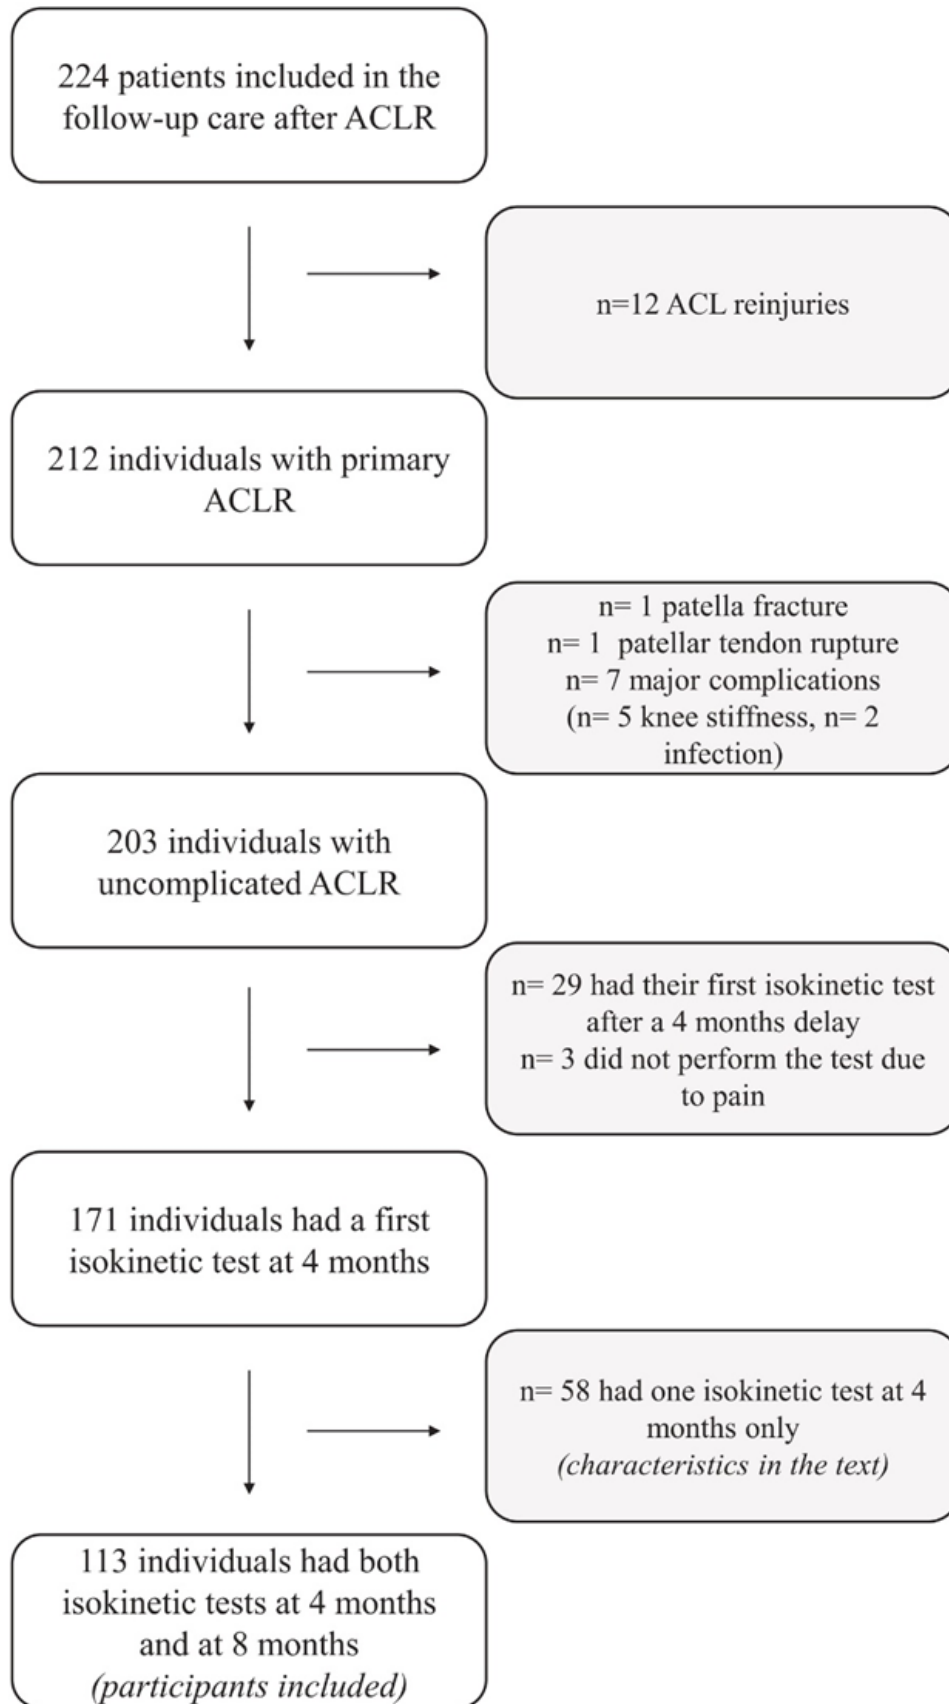 224 patients included in the
follow-up care after ACLR
n=12 ACL reinjuries
212 individuals with primary
ACLR
n= 1 patella fracture
n= 1 patellar tendon rupture
n= 7 major complications
(n= 5 knee stiffness, n= 2
infection)
203 individuals with
uncomplicated ACLR
n= 29 had their first isokinetic test
after a 4 months delay
n= 3 did not perform the test due
to pain
171 individuals had a first
isokinetic test at 4 months
n= 58 had one isokinetic test at 4
months only
(characteristics in the text)
113 individuals had both
isokinetic tests at 4 months
and at 8 months
(participants included)